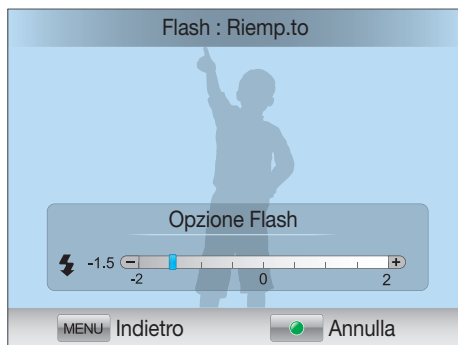 Flash : Riemp.to
Opzione Flash
-1.5 - +
-2 0 2
MENU Indietro Annulla